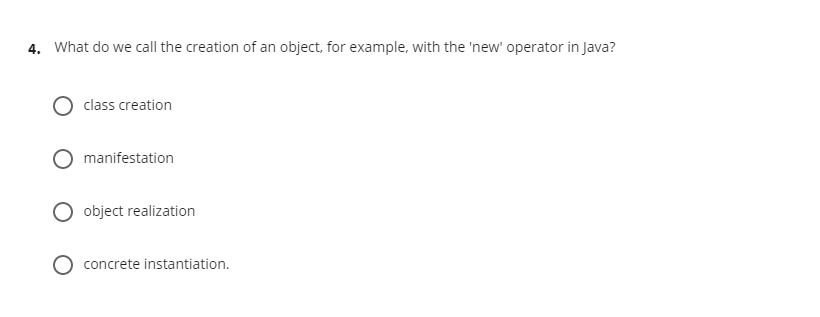 4. What do we call the creation of an object, for example, with the 'new' operator in Java?
class creation
manifestation
object realization
concrete instantiation.